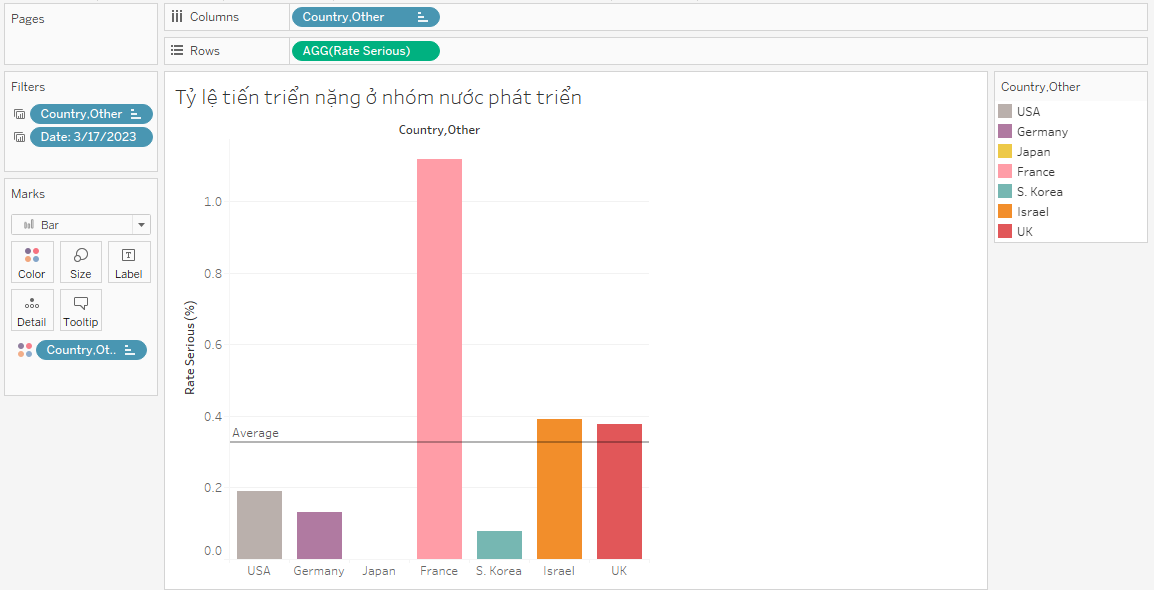 Pages
Columns
Country,Other
Rows
AGG(Rate Serious)
Filters
Country,Other
Date: 3/17/2023
Marks
Bar
Color
Size
Label
Detail
Tooltip
Country,Ot..
Tỷ lệ tiến triển nặng ở nhóm nước phát triển
Country,Other
Rate Serious (%)
1.0
0.8
0.6
0.4
0.2
0.0
Average
USA
Germany
Japan
France
S. Korea
Israel
UK
Country,Other
USA
Germany
Japan
France
S. Korea
Israel
UK